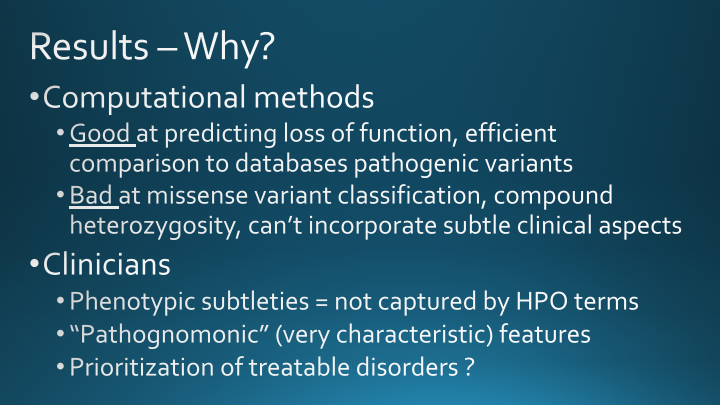 Results – Why?
•Computational methods
•Good at predicting loss of function, efficient
comparison to databases pathogenic variants
•Bad at missense variant classification, compound
heterozygosity, can't incorporate subtle clinical aspects
•Clinicians
•Phenotypic subtleties = not captured by HPO terms
•“Pathognomonic” (very characteristic) features
•Prioritization of treatable disorders ?